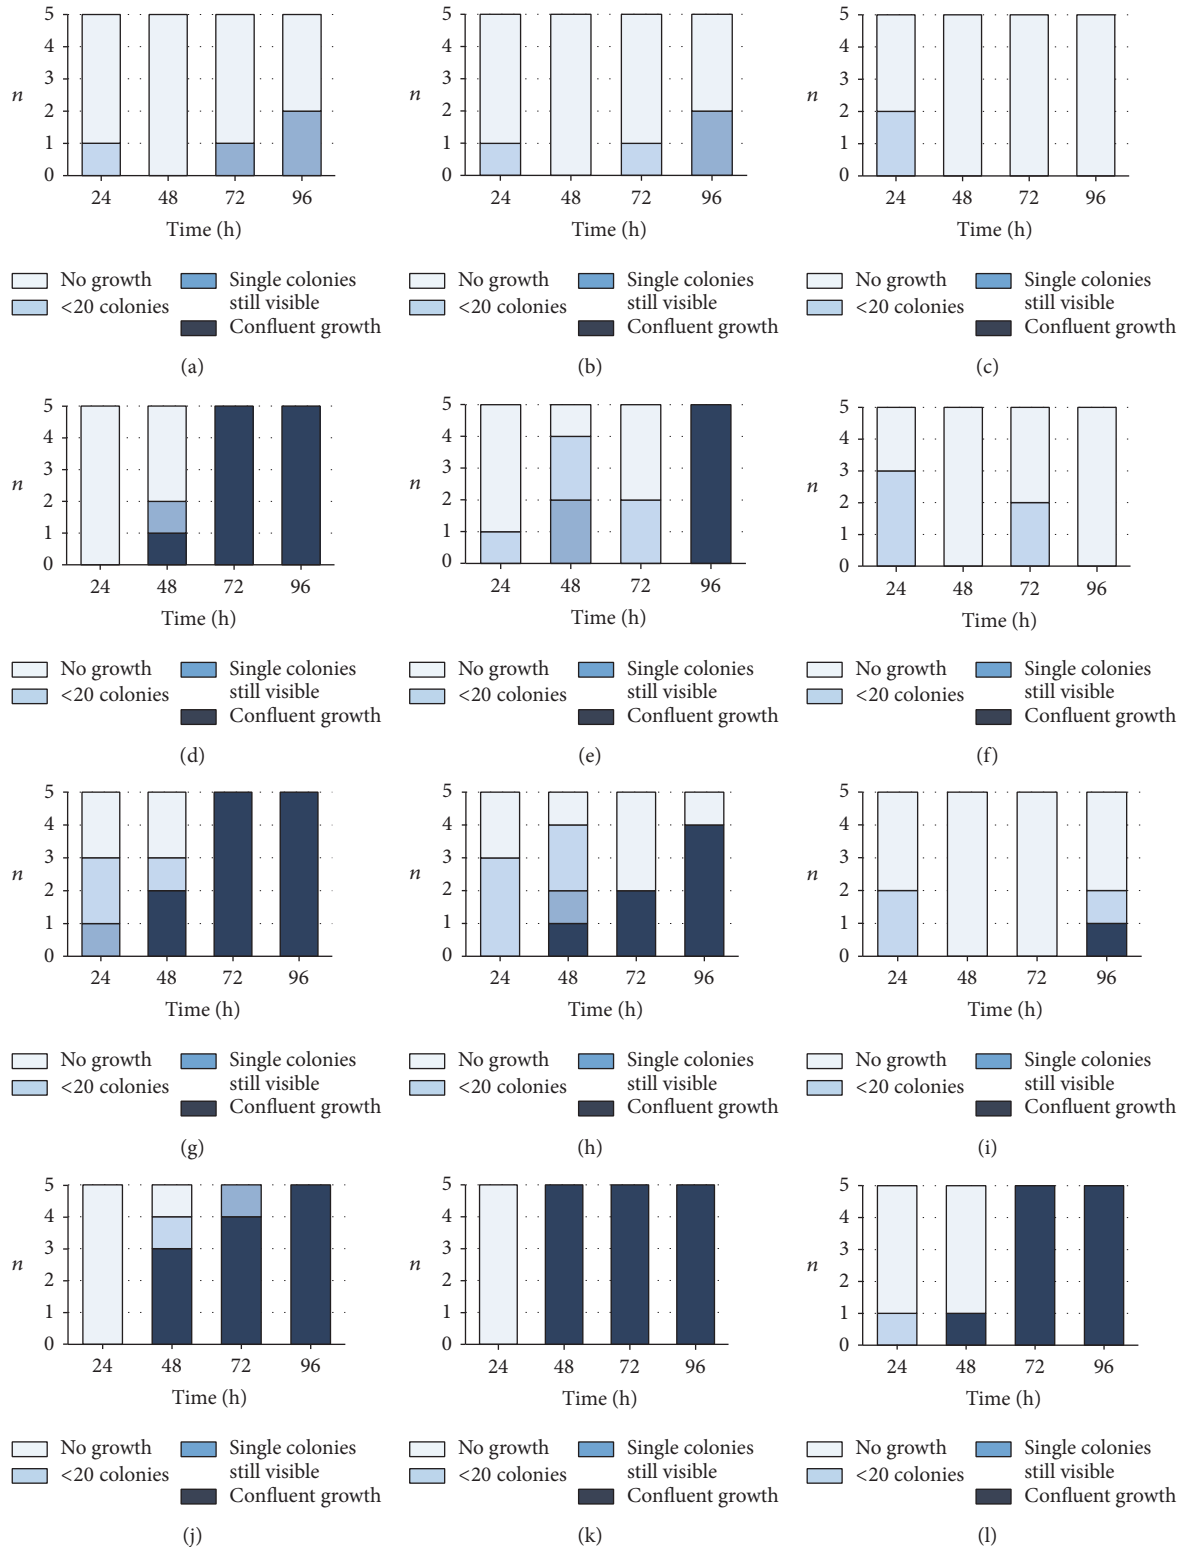 5 5 5
4 4 4
3 3 3
n n n
2 2 2
1 1 1
0 0 0
24 48 72 96 24 48 72 96 24 48 72 96
Time (h) Time (h) Time (h)
No growth Single colonies No growth Single colonies No growth Single colonies
<20 colonies still visible <20 colonies still visible <20 colonies still visible
Confluent growth Confluent growth Confluent growth
(a) (b) (c)
5 5 5
4 4 4
3 3 3
n n n
2 2 2
1 1 1
0 0 0
24 48 72 96 24 48 72 96 24 48 72 96
Time (h) Time (h) Time (h)
No growth Single colonies No growth Single colonies No growth Single colonies
<20 colonies still visible <20 colonies still visible <20 colonies still visible
Confluent growth Confluent growth Confluent growth
(d) (e) (f)
5 5 5
4 4 4
3 3 3
n n n
2 2 2
1 1 1
0 0 0
24 48 72 96 24 48 72 96 24 48 72 96
Time (h) Time (h) Time (h)
No growth Single colonies No growth Single colonies No growth Single colonies
<20 colonies still visible <20 colonies still visible <20 colonies still visible
Confluent growth Confluent growth Confluent growth
(g) (h) (i)
5 5 5
4 4 4
3 3 3
n n n
2 2 2
1 1 1
0 0 0
24 48 72 96 24 48 72 96 24 48 72 96
Time (h) Time (h) Time (h)
No growth Single colonies No growth Single colonies No growth Single colonies
<20 colonies still visible <20 colonies still visible <20 colonies still visible
Confluent growth Confluent growth Confluent growth
(j) (k) (l)